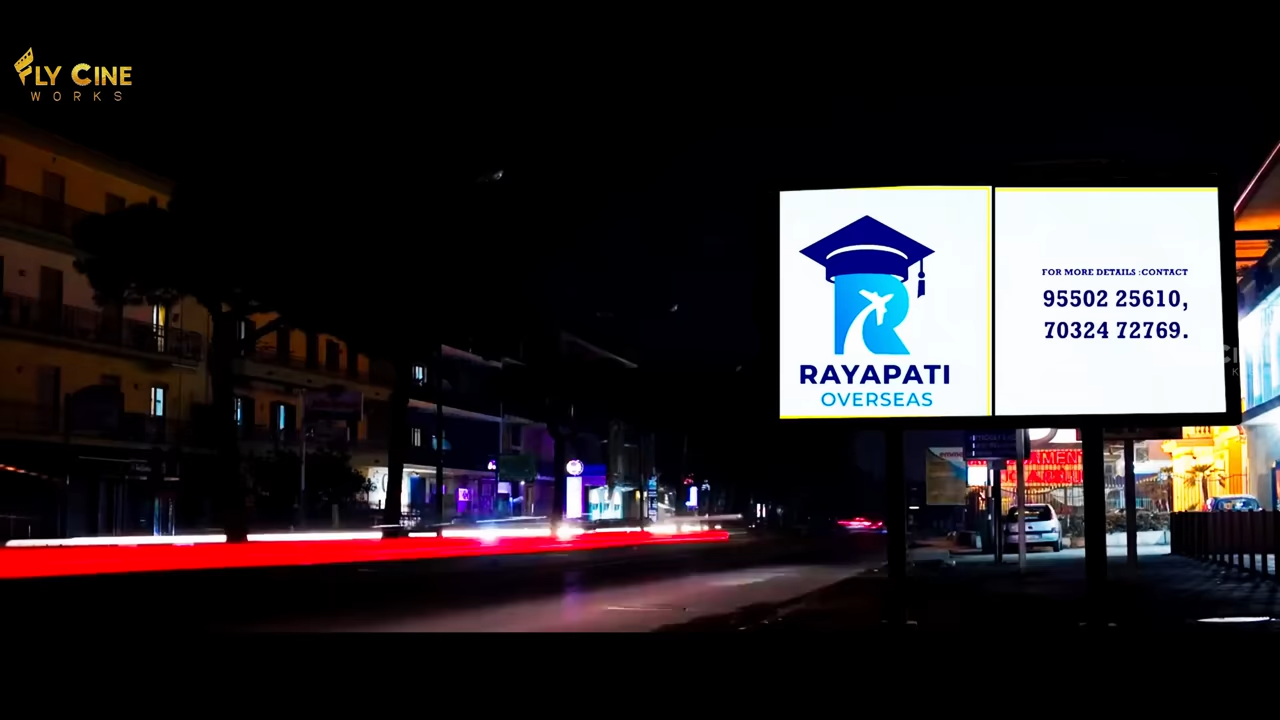 FLY CINE
WORKS
RAYAPATI
OVERSEAS
FOR MORE DETAILS :CONTACT
95502 25610,
70324 72769.